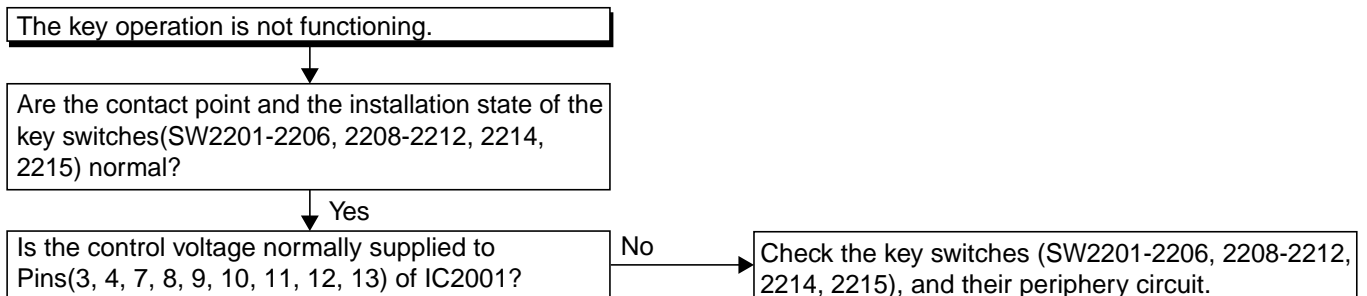 The key operation is not functioning.
Are the contact point and the installation state of the
key switches(SW2201-2206, 2208-2212, 2214,
2215) normal?
Yes
Is the control voltage normally supplied to
Pins(3, 4, 7, 8, 9, 10, 11, 12, 13) of IC2001?
No
Check the key switches (SW2201-2206, 2208-2212,
2214, 2215), and their periphery circuit.